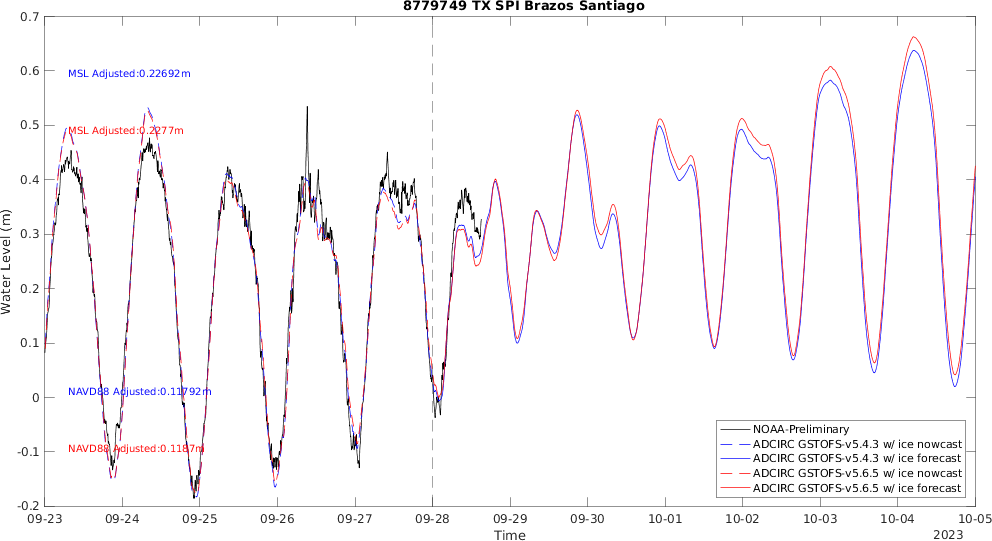 8779749 TX SPI Brazos Santiago
0.7
0.6
0.5
0.4
0.3
0.2
0.1
0
-0.1
-0.2
Water Level (m)
MSL Adjusted:0.22692m
MSL Adjusted:0.2277m
NAVD88 Adjusted:0.11792m
NAVD88 Adjusted:0.1187m
NOAA-Preliminary
ADCIRC GSTOFS-v5.4.3 w/ ice nowcast
ADCIRC GSTOFS-v5.4.3 w/ ice forecast
ADCIRC GSTOFS-v5.6.5 w/ ice nowcast
ADCIRC GSTOFS-v5.6.5 w/ ice forecast
09-23 09-24 09-25 09-26 09-27 09-28 09-29 09-30 10-01 10-02 10-03 10-04 10-05
Time
2023